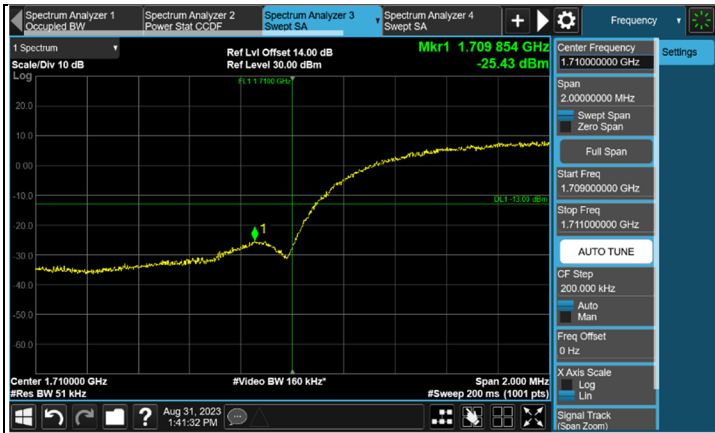 Spectrum Analyzer 1
Occupied BW
Spectrum Analyzer 2
Power Stat CCDF
Spectrum Analyzer 3
Swept SA
Spectrum Analyzer 4
Swept SA
Frequency
1 Spectrum
Scale/Div 10 dB
Log
Ref Lvl Offset 14.00 dB
Ref Level 30.00 dBm
Mkr1 1.709 854 GHz
-25.43 dBm
EL1 1.7100 GHz
20.0
10.0
0.00
-10.0
DL1 -13.00 dBm
-20.0
1
-30.0
-40.0
-50.0
-60.0
Center 1.710000 GHz
#Res BW 51 kHz
#Video BW 160 kHz*
Span 2.000 MHz
#Sweep 200 ms (1001 pts)
Center Frequency
1.710000000 GHz
Settings
Span
2.00000000 MHz
Swept Span
Zero Span
Full Span
Start Freq
1.709000000 GHz
Stop Freq
1.711000000 GHz
AUTO TUNE
CF Step
200.000 kHz
Auto
Man
Freq Offset
0 Hz
X Axis Scale
Log
Lin
Signal Track
(Span Zoom)
?
Aug 31, 2023
1:41:32 PM